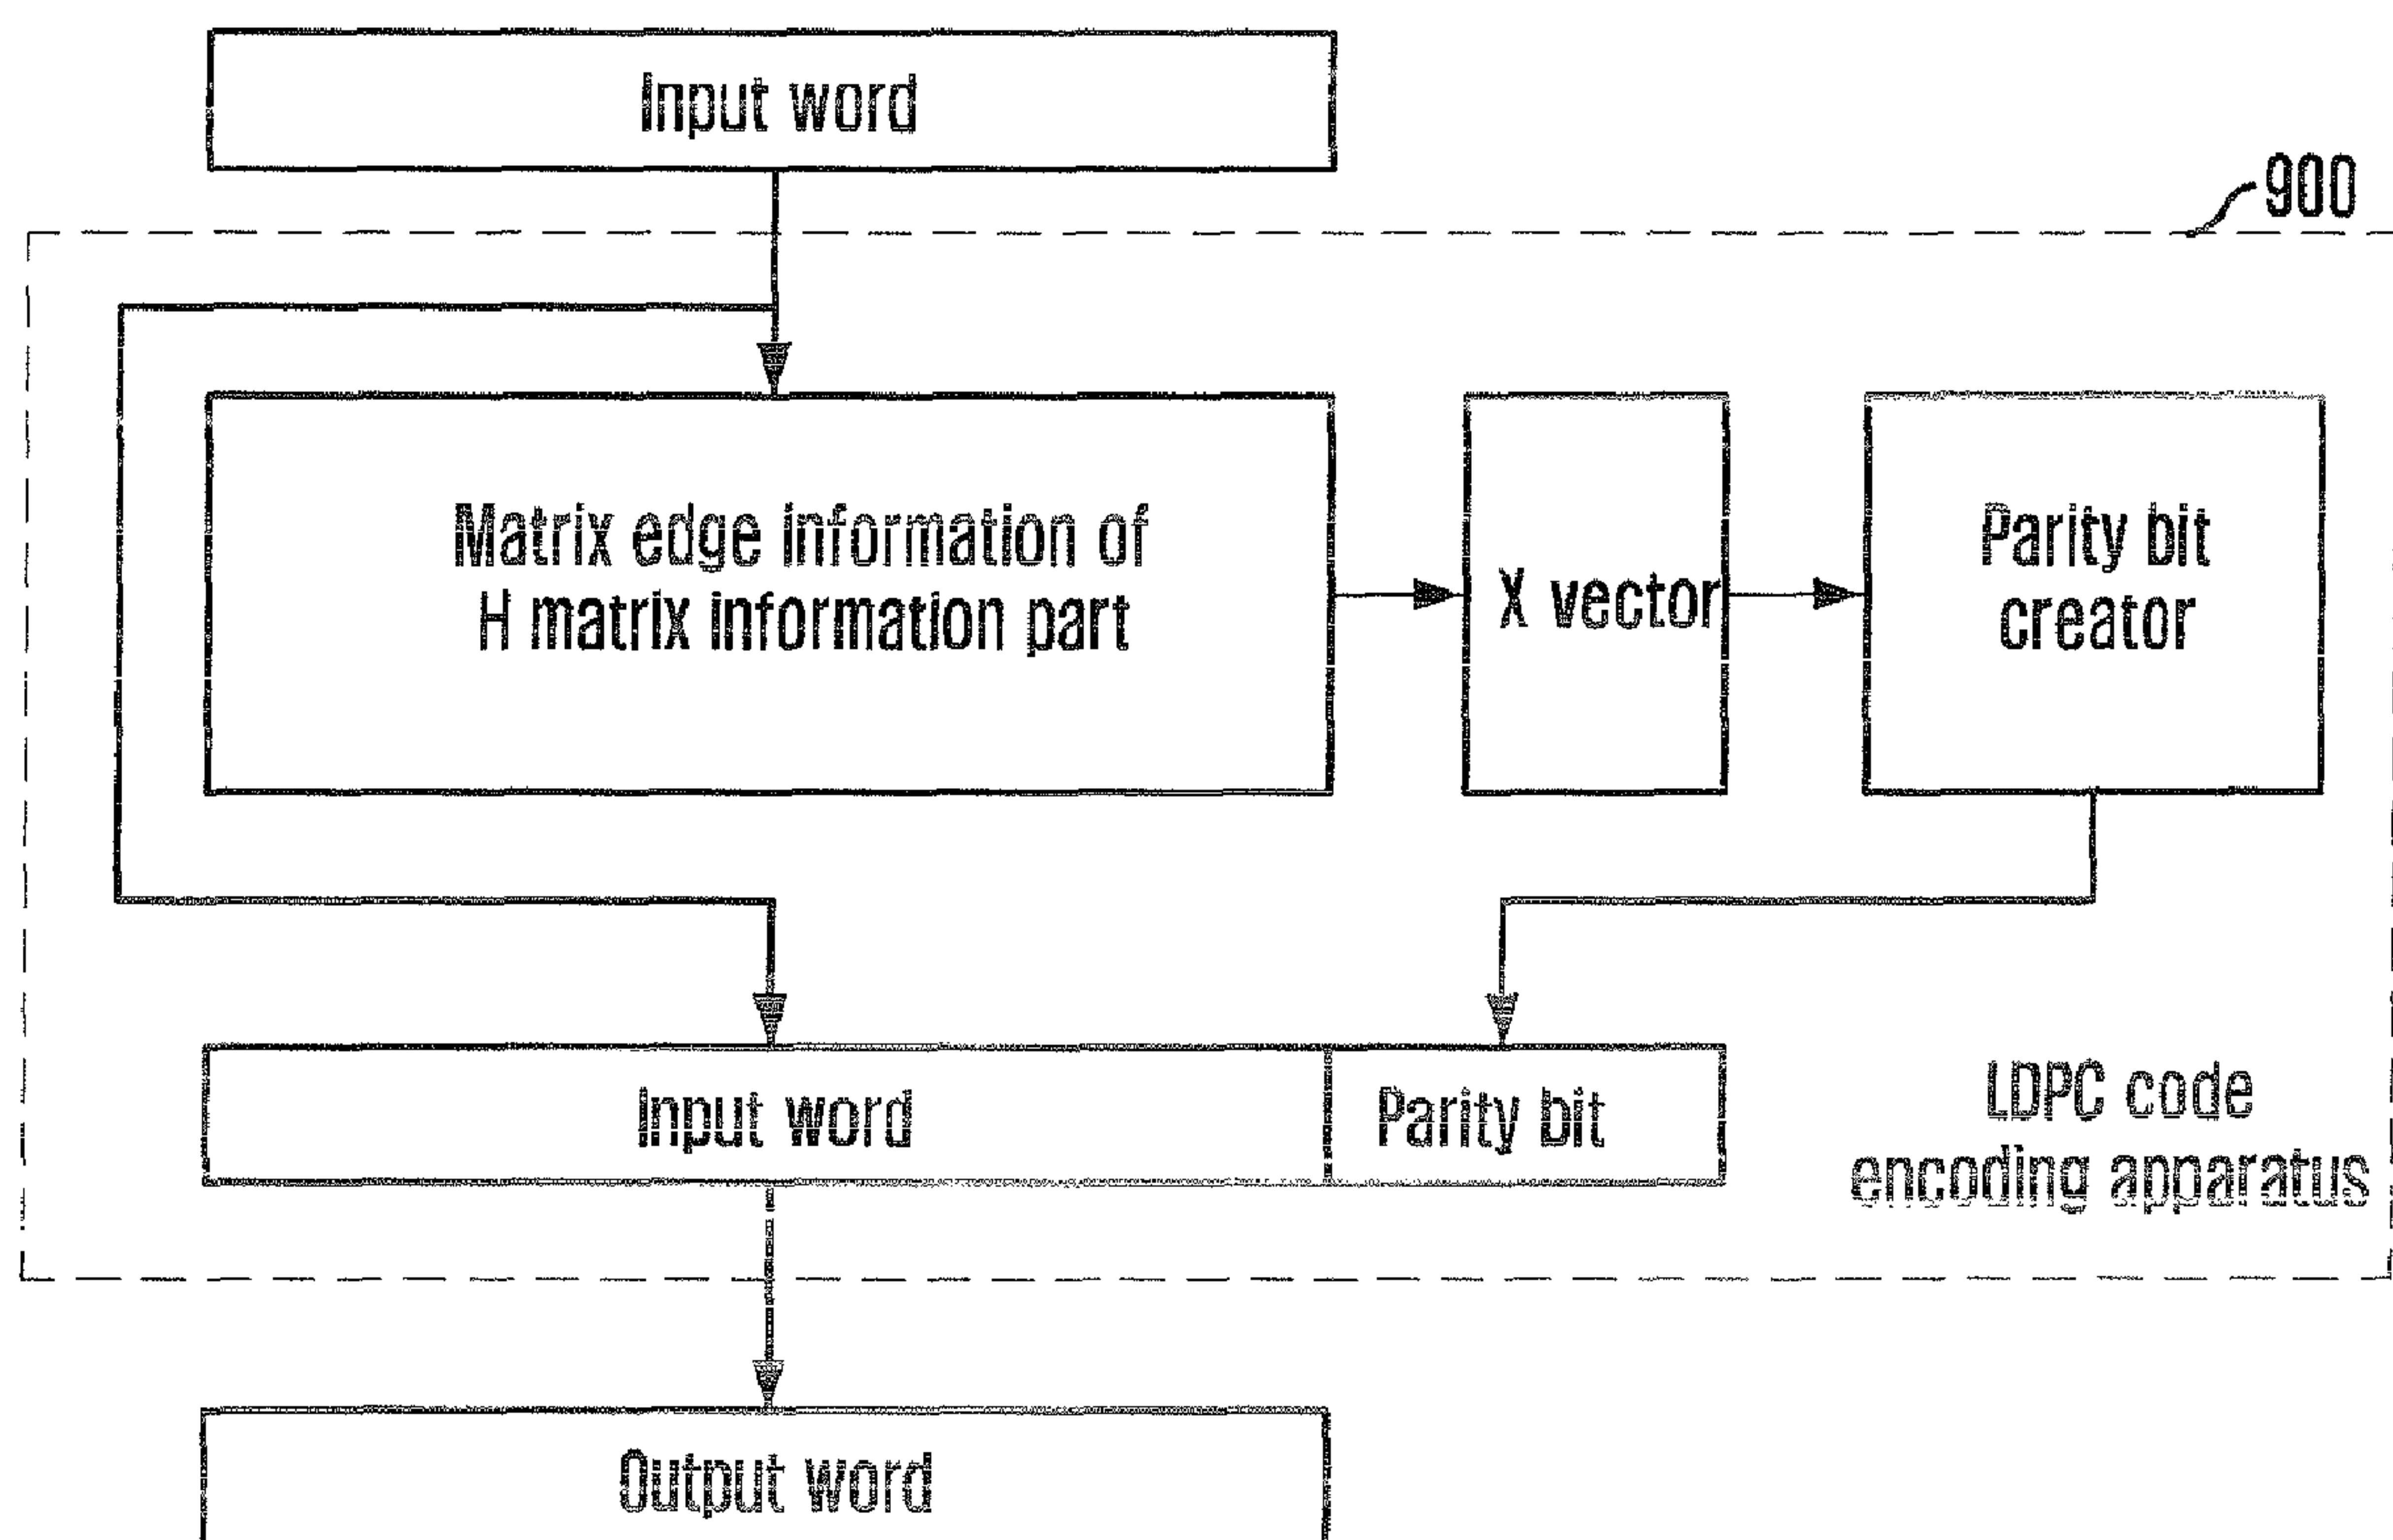 Input word
900
Matrix edge information of
H matrix information part
X vector
Parity bit
creator
Input word
Parity bit
LDPC code
encoding apparatus
Output word